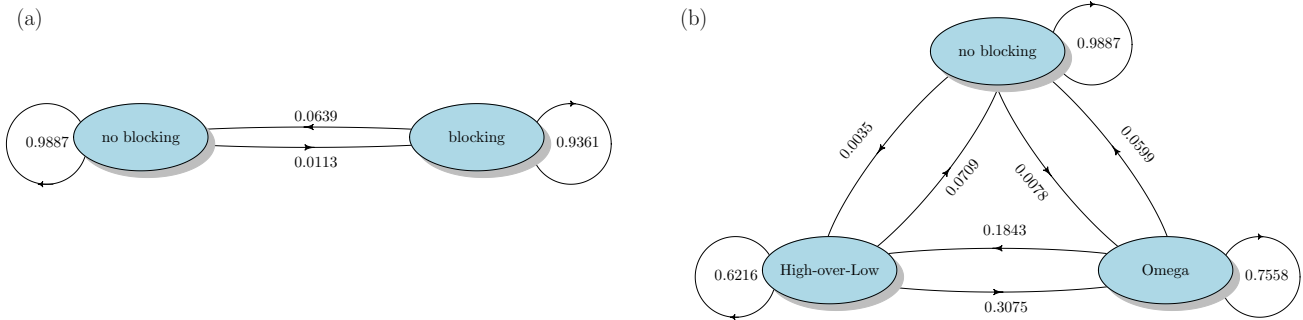 (a)
0.9887
no blocking
0.0639
0.0113
blocking
0.9361
(b)
no blocking
0.9887
0.0035
0.0709
0.0078
0.0599
0.6216
High-over-Low
0.1843
0.3075
Omega
0.7558